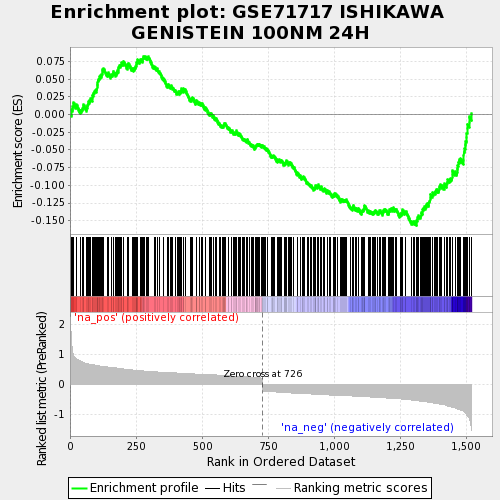 Enrichment plot: GSE71717 ISHIKAWA
GENISTEIN 100NM 24H
Enrichment score (ES)
0.075
0.050
0.025
0.000
-0.025
-0.050
-0.075
-0.100
-0.125
-0.150
'na_pos' (positively correlated)
Ranked list metric (PreRanked)
2
1
0
-1
Zero cross at 726
'na_neg' (negatively correlated)
0 250 500 750 1,000 1,250 1,500
Rank in Ordered Dataset
Enrichment profile Hits Ranking metric scores